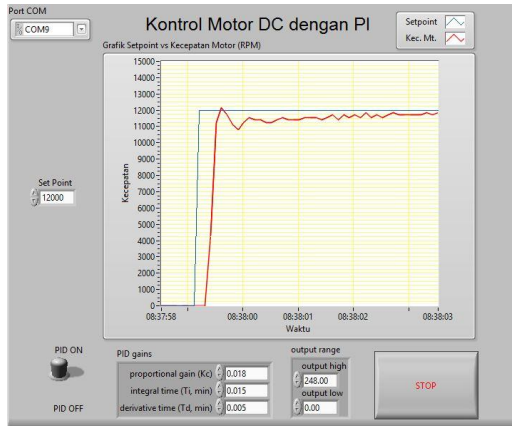 Port COM
COM9
Kontrol Motor DC dengan PI
Setpoint
Kec. Mt.
Grafik Setpoint vs Kecepatan Motor (RPM)
15000
14000
13000
12000
11000
10000
9000
8000
7000
6000
5000
4000
3000
2000
1000
0
Kecepatan
08:37:58
08:38:00
08:38:01
08:38:02
08:38:03
Waktu
Set Point
12000
PID ON
PID OFF
PID gains
proportional gain (Kc) 0.018
integral time (Ti, min) 0.015
derivative time (Td, min) 0.005
output range
output high
248.00
output low
0.00
STOP